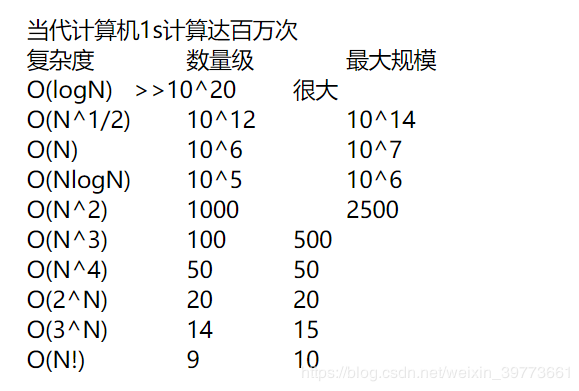 当代计算机1s计算达百万次
复杂度 数量级 最大规模
O(logN) >>10^20 很大
O(N^1/2) 10^12 10^14
O(N) 10^6 10^7
O(NlogN) 10^5 10^6
O(N^2) 1000 2500
O(N^3) 100 500
O(N^4) 50 50
O(2^N) 20 20
O(3^N) 14 15
O(N!) 9 10
https://blog.csdn.net/weixin_39773661